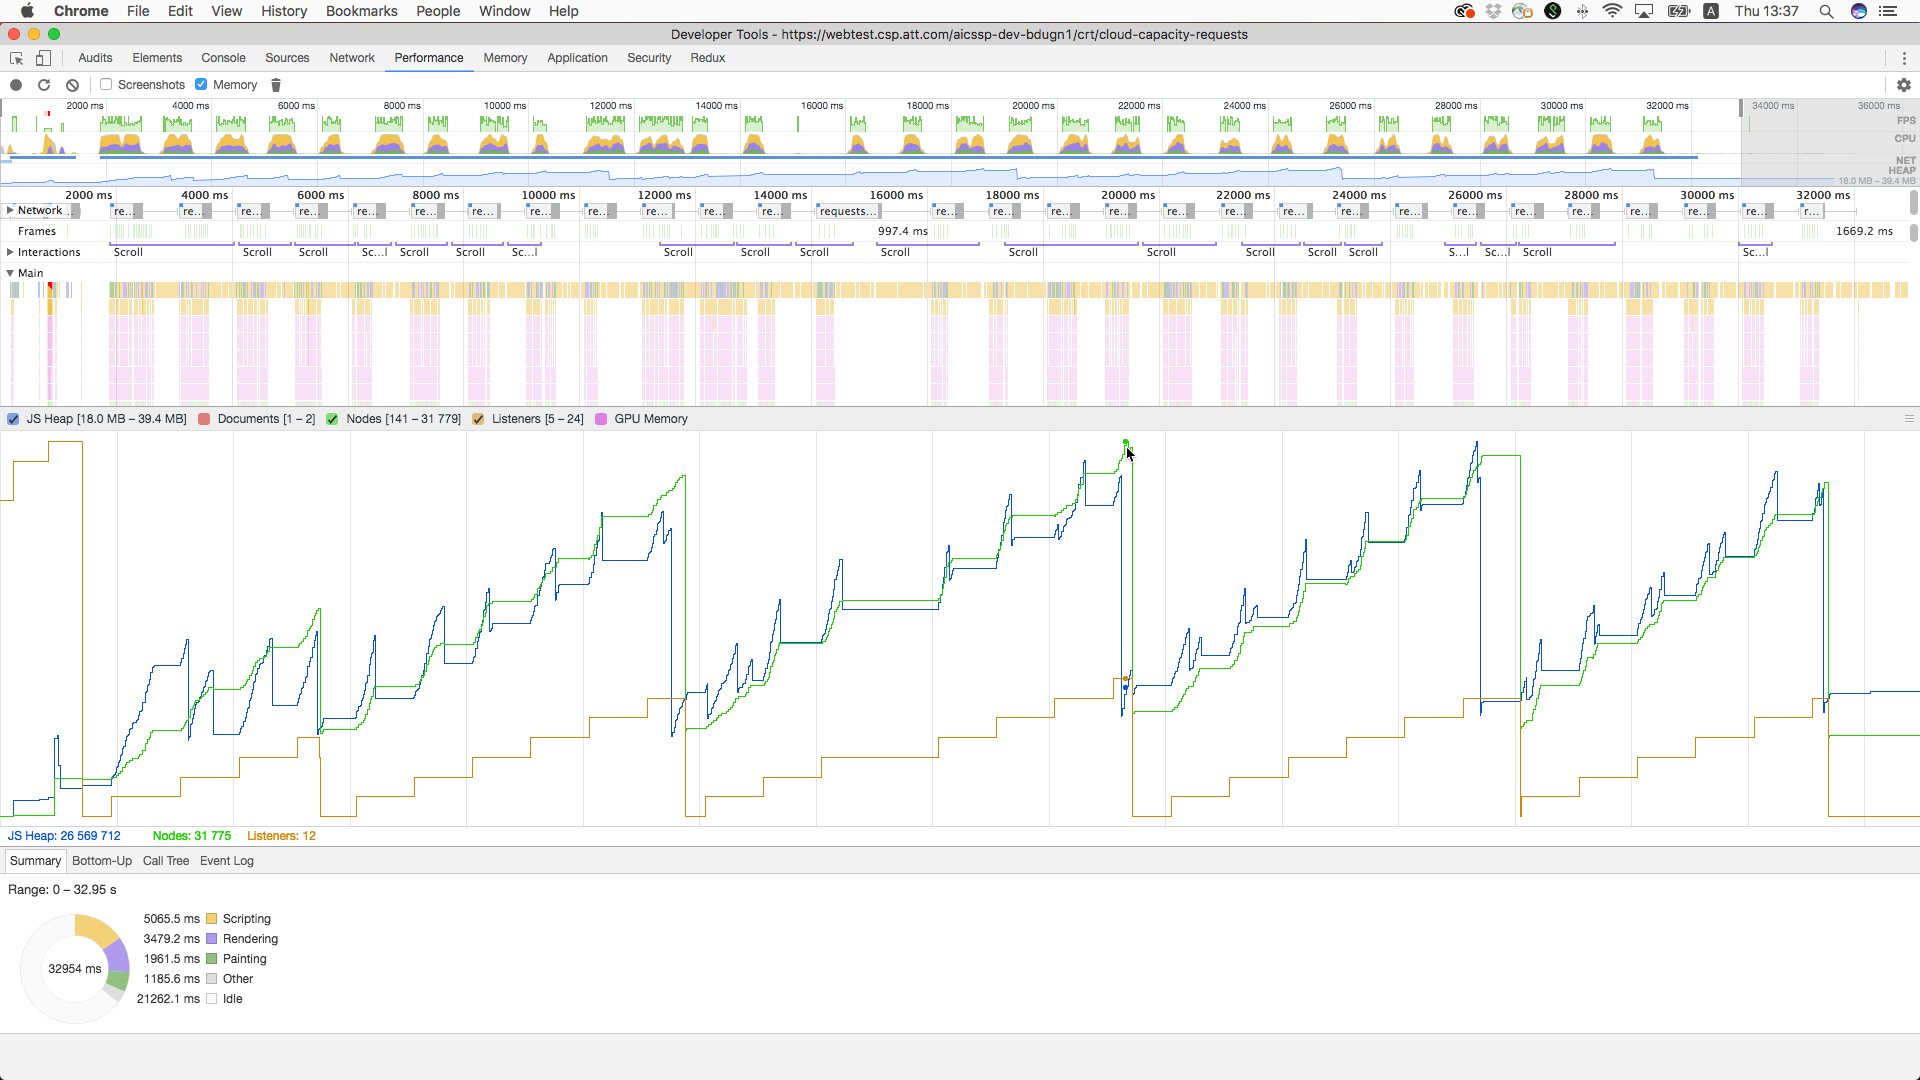 Chrome File Edit View History Bookmarks People Window Help A Thu 13:37
Developer Tools - https://webtest.csp.att.com/aicssp-dev-bdugn1/crt/cloud-capacity-requests
Audits Elements Console Sources Network Performance Memory Application Security Redux
Screenshots Memory
2000 ms 4000 ms 6000 ms 8000 ms 10000 ms 12000 ms 14000 ms 16000 ms 18000 ms 20000 ms 22000 ms 24000 ms 26000 ms 28000 ms 30000 ms 32000 ms 34000 ms 36000 ms
FPS
CPU
NET
HEAP
18.0 MB – 39.4 MB
2000 ms 4000 ms 6000 ms 8000 ms 10000 ms 12000 ms 14000 ms 16000 ms 18000 ms 20000 ms 22000 ms 24000 ms 26000 ms 28000 ms 30000 ms 32000 ms
Network ... re... re... re... re... re... re... re... re... re... re... re... re... requests... re... re... re... re... re... re... re... re... re... re... re... re... re... re... re... r...
Frames 997.4 ms 1669.2 ms
Interactions Scroll Scroll Scroll Sc...l Scroll Scroll Sc...l Scroll Scroll Scroll Scroll Scroll Scroll Scroll Scroll Scroll S...l Sc...l Scroll Sc...l
Main
JS Heap [18.0 MB – 39.4 MB] Documents [1 – 2] Nodes [141 – 31 779] Listeners [5 – 24] GPU Memory
JS Heap: 26 569 712 Nodes: 31 775 Listeners: 12
Summary Bottom-Up Call Tree Event Log
Range: 0 – 32.95 s
5065.5 ms Scripting
3479.2 ms Rendering
1961.5 ms Painting
32954 ms
1185.6 ms Other
21262.1 ms Idle